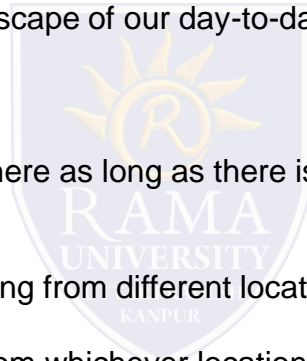 scape of our day-to-da
here as long as there is
R
RAMA
UNIVERSITY
ng from different locat
KANPUR
om whichever location